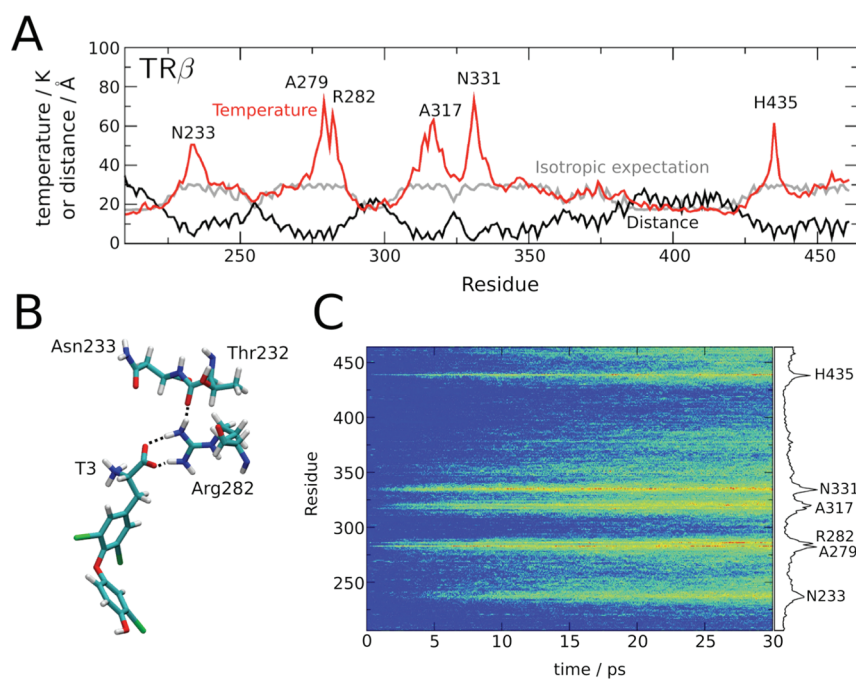 A
TRβ
temperature / K
or distance / Å
100
80
60
40
20
0
N233
Temperature
A279
R282
A317
N331
H435
Isotropic expectation
Distance
250
300
350
400
450
Residue
B
Asn233
Thr232
T3
Arg282
C
Residue
450
400
350
300
250
0
5
10
15
20
25
30
time / ps
H435
N331
A317
R282
A279
N233